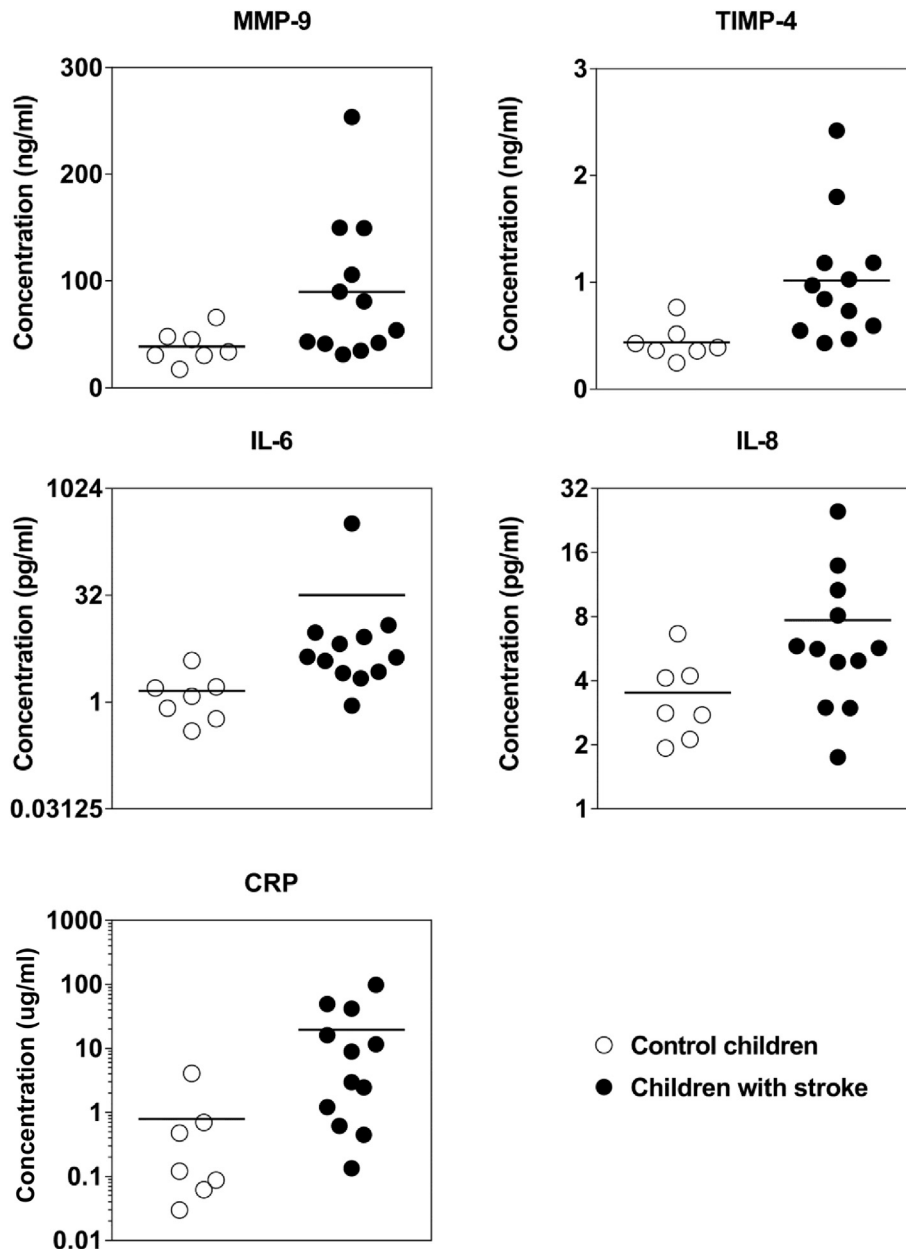 MMP-9
Concentration (ng/ml)
300
200
100
0
TIMP-4
Concentration (ng/ml)
3
2
1
0
IL-6
Concentration (pg/ml)
1024
32
1
0.03125
IL-8
Concentration (pg/ml)
32
16
8
4
2
1
CRP
Concentration (ug/ml)
1000
100
10
1
0.1
0.01
Control children
Children with stroke